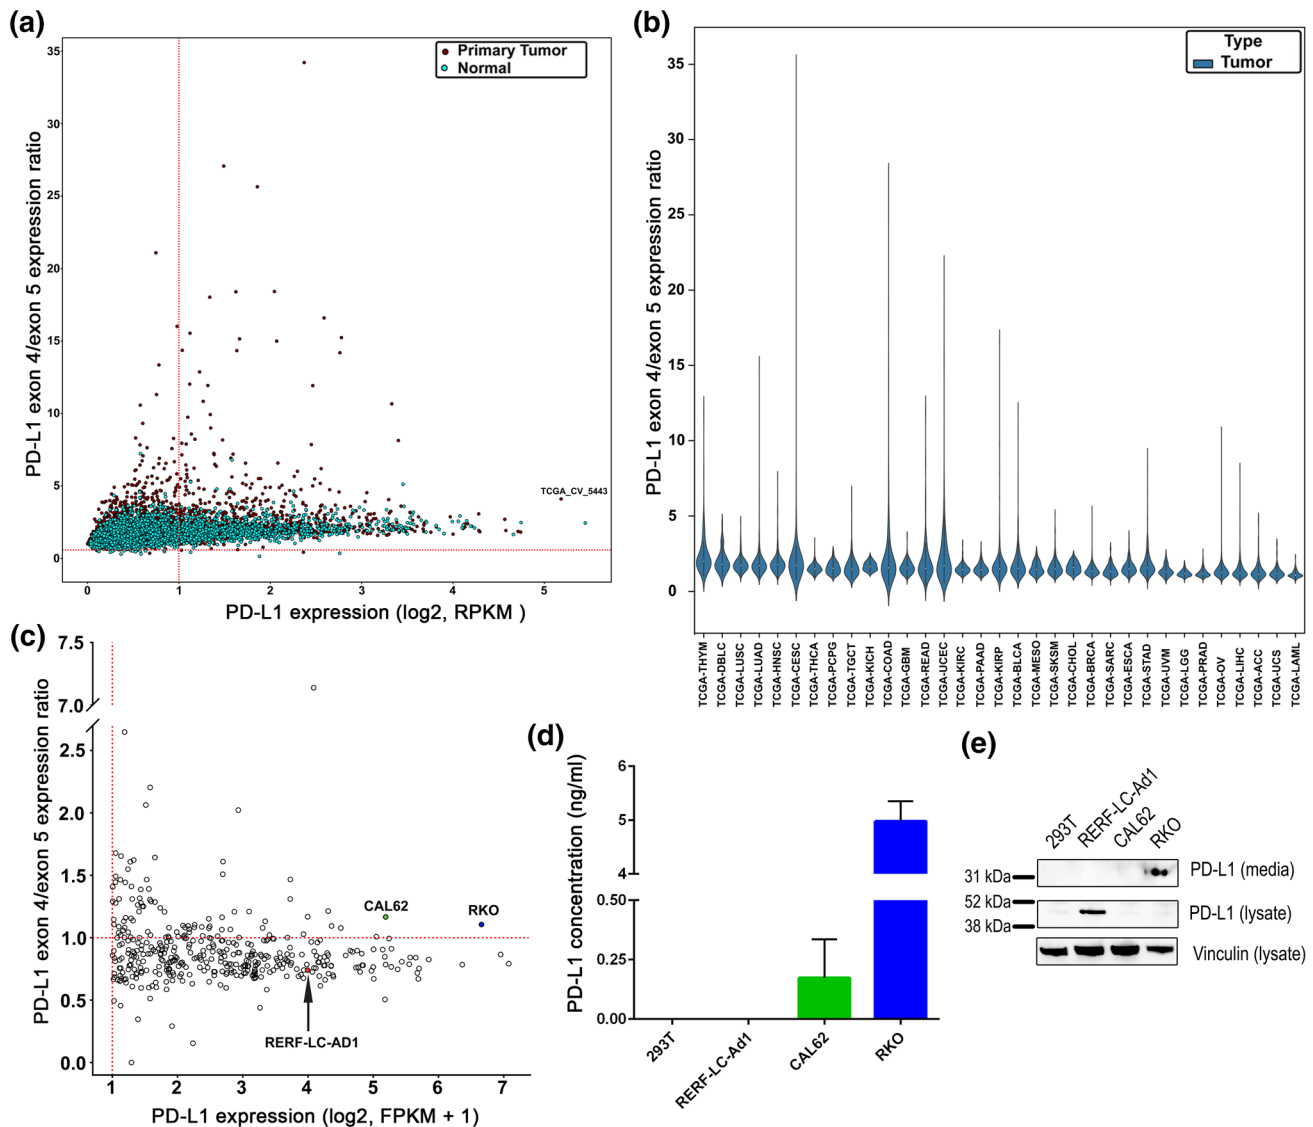 (a)
PD-L1 exon 4/exon 5 expression ratio
35
30
25
20
15
10
5
0
Primary Tumor
Normal
TCGA_CV_5443
0 1 2 3 4 5
PD-L1 expression (log2, RPKM )
(b)
PD-L1 exon 4/exon 5 expression ratio
35
30
25
20
15
10
5
0
Type
Tumor
TCGA-THYM
TCGA-DBLC
TCGA-LUSC
TCGA-LUAD
TCGA-HNSC
TCGA-CESC
TCGA-THCA
TCGA-PCPG
TCGA-TGCT
TCGA-KICH
TCGA-COAD
TCGA-GBM
TCGA-READ
TCGA-UCEC
TCGA-KIRC
TCGA-PAAD
TCGA-KIRP
TCGA-BLCA
TCGA-MESO
TCGA-SKSM
TCGA-CHOL
TCGA-BRCA
TCGA-SARC
TCGA-ESCA
TCGA-STAD
TCGA-UVM
TCGA-LGG
TCGA-PRAD
TCGA-OV
TCGA-LIHC
TCGA-ACC
TCGA-UCS
TCGA-LAML
(c)
PD-L1 exon 4/exon 5 expression ratio
7.5
7.0
2.5
2.0
1.5
1.0
0.5
0.0
CAL62
RKO
RERF-LC-AD1
1 2 3 4 5 6 7
PD-L1 expression (log2, FPKM + 1)
(d)
PD-L1 concentration (ng/ml)
6
5
4
0.50
0.25
0.00
293T
RERF-LC-Ad1
CAL62
RKO
(e)
293T
RERF-LC-Ad1
CAL62
RKO
31 kDa
PD-L1 (media)
52 kDa
38 kDa
PD-L1 (lysate)
Vinculin (lysate)